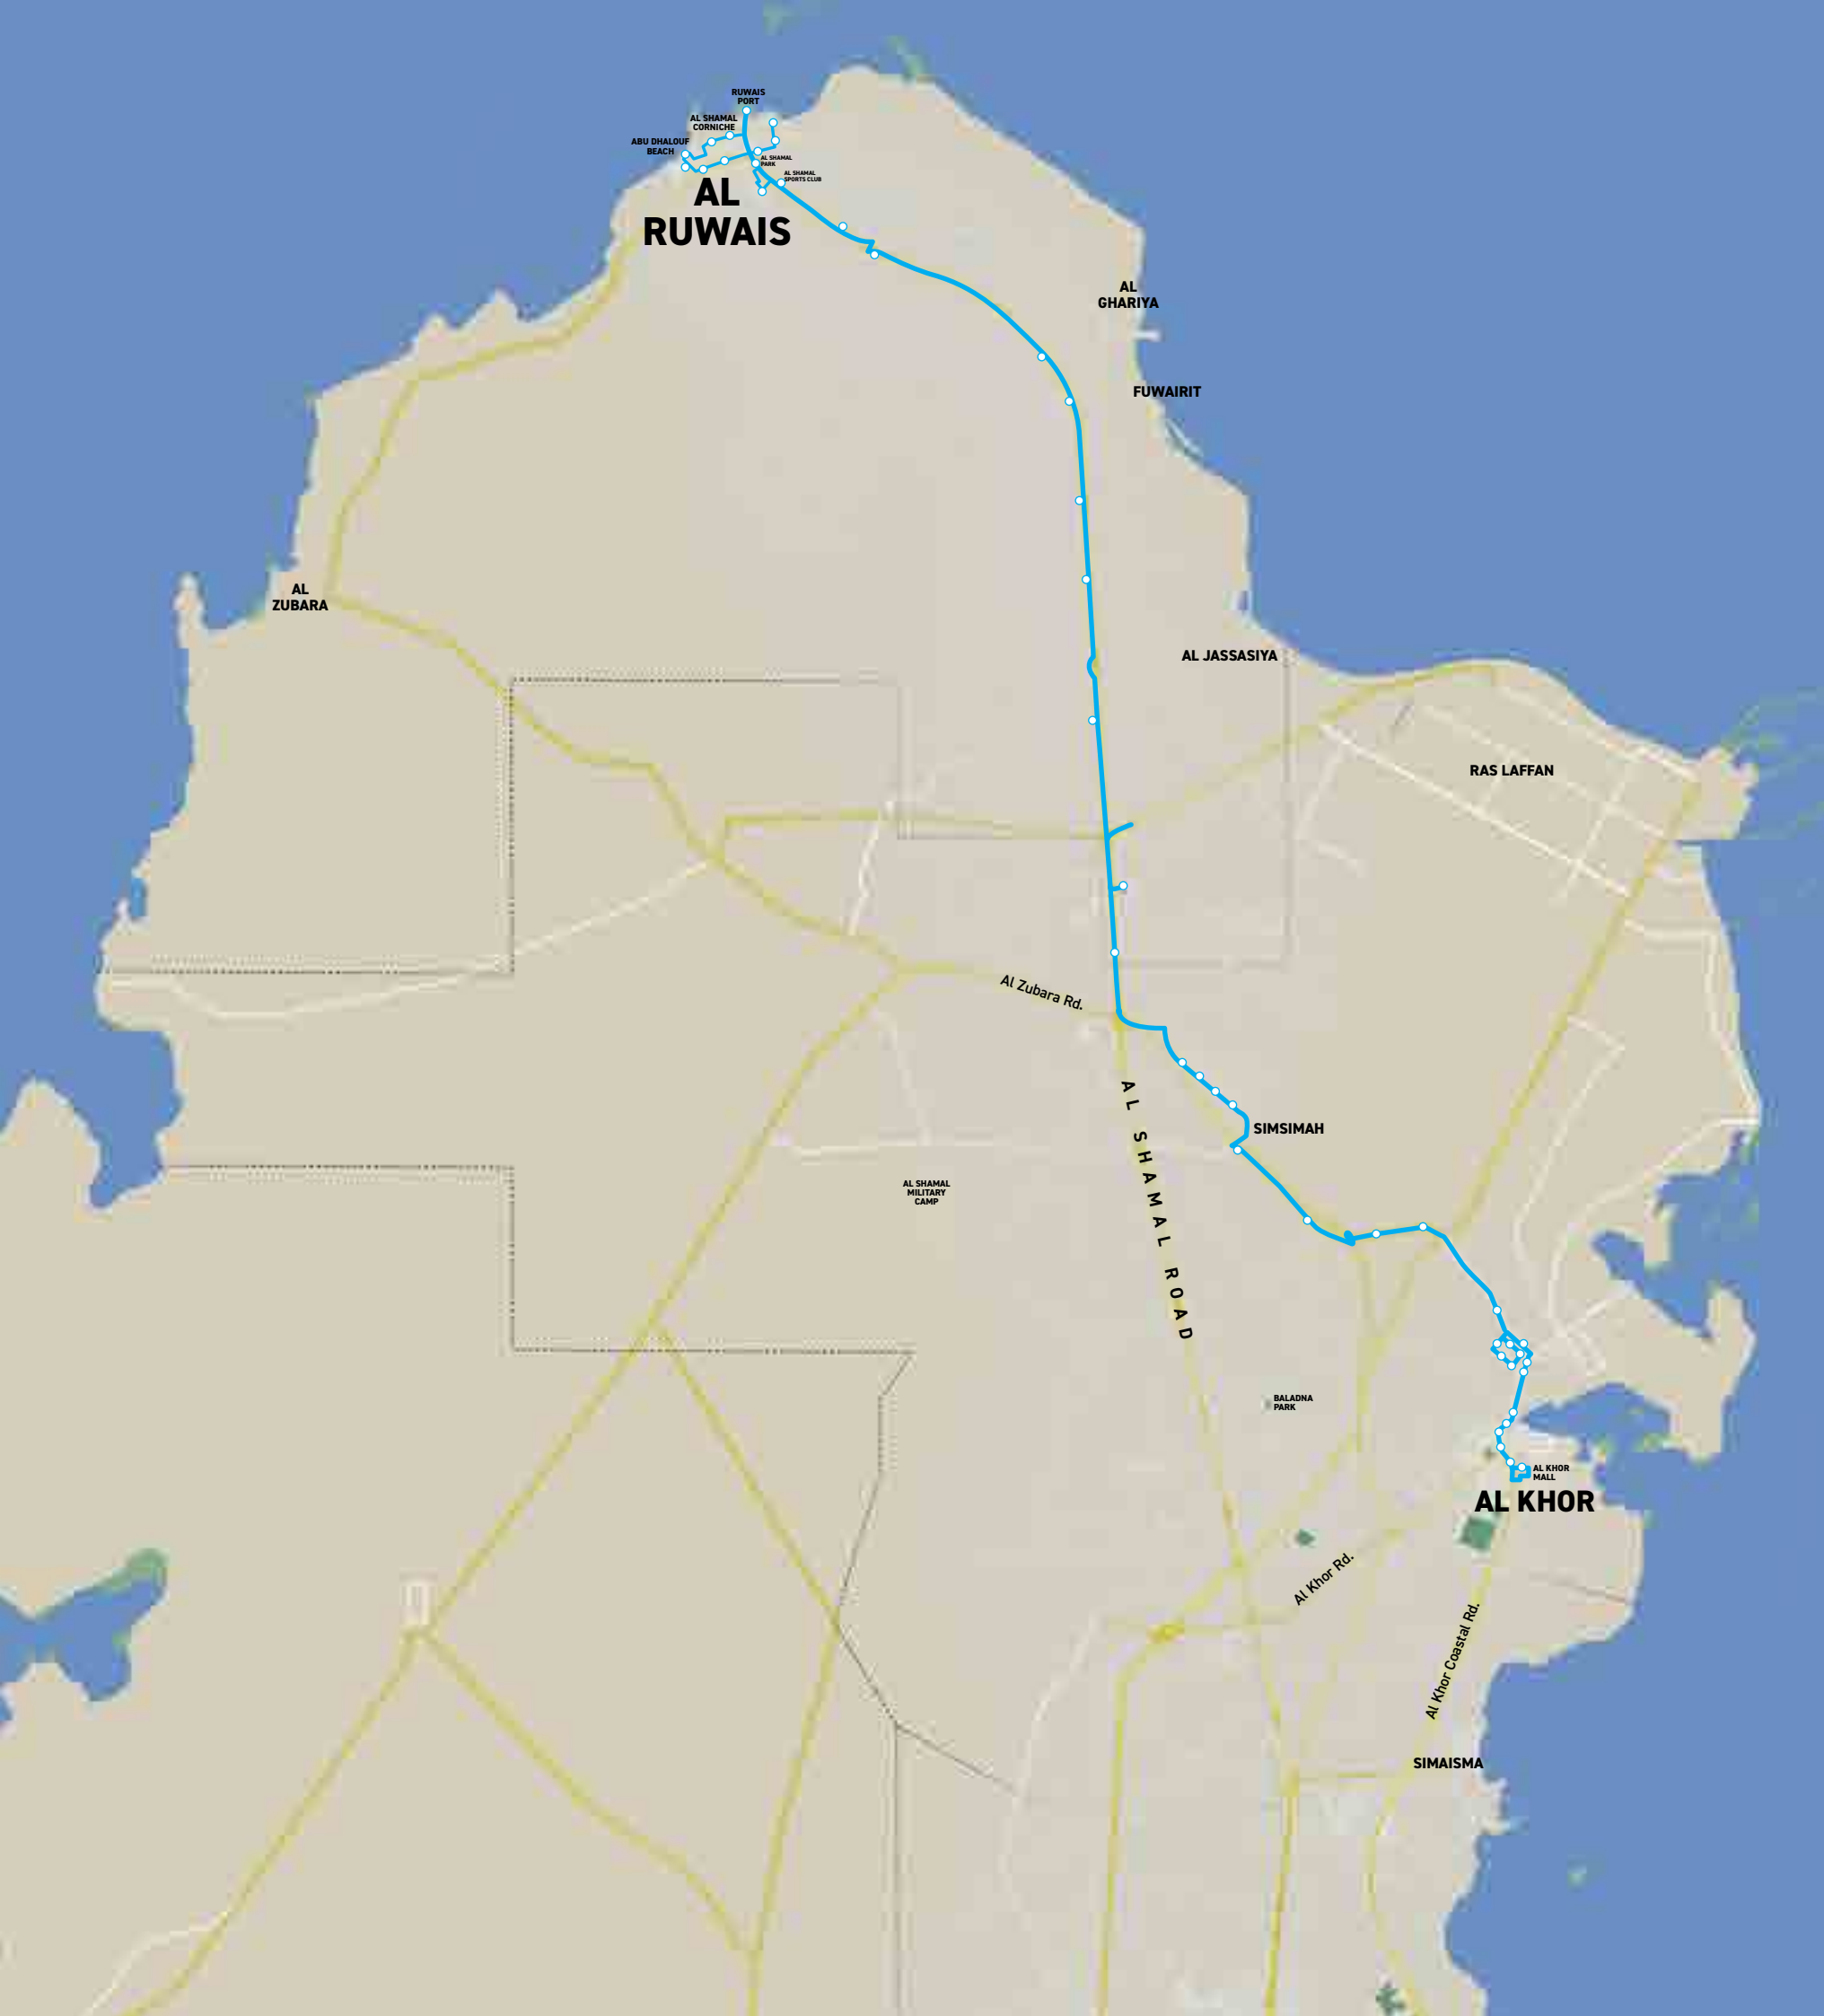 RUWAIS
PORT
AL SHAMAL
CORNICHE
ABU DHALOUF
BEACH
AL SHAMAL
PARK
AL SHAMAL
SPORTS CLUB
AL
RUWAIS
AL
GHARIYA
FUWAIRIT
AL
ZUBARA
AL JASSASIYA
RAS LAFFAN
Al Zubara Rd.
AL SHAMAL ROAD
SIMSIMAH
AL SHAMAL
MILITARY
CAMP
BALADNA
PARK
AL KHOR
MALL
AL KHOR
Al Khor Rd.
Al Khor Coastal Rd.
SIMAISMA